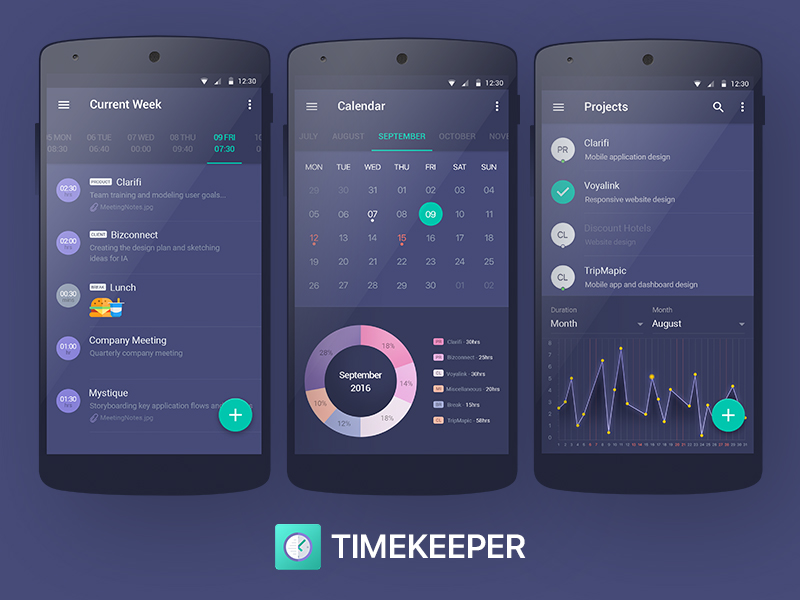 12:30
Current Week
6 MON
08:30
06 TUE
06:40
07 WED
00:00
08 THU
09:40
09 FRI
07:30
02:30
PRODUCT
Clarifi
Team training and modeling user goals...
MeetingNotes.jpg
02:00
hrs
CLIENT
Bizconnect
Creating the design plan and sketching
ideas for IA
00:30
mins
BREAK
Lunch
01:00
hr
Company Meeting
Quarterly company meeting
01:30
hrs
Mystique
Storyboarding key application flows an
MeetingNotes.jpg
12:30
Calendar
JULY AUGUST SEPTEMBER OCTOBER NOVE
MON TUE WED THU FRI SAT SUN
29 30 31 01 02 03 04
05 06 07 08 09 10 11
12 13 14 15 16 17 18
19 20 21 22 23 24 25
26 27 28 29 30 01 02
28%
18%
14%
18%
12%
10%
September
2016
PR Clarifi - 30hrs
PR Bizconnect - 25hrs
CL Voyalink - 30hrs
Miscellaneous - 20hrs
Break - 15hrs
CL TripMapic - 58hrs
12:30
Projects
PR
Clarifi
Mobile application design
Voyalink
Responsive website design
CL
Discount Hotels
Website design
CL
TripMapic
Mobile app and dashboard design
Duration
Month
Month
August
8
7
6
5
4
3
2
1
0
1 2 3 4 5 6 7 8 9 10 11 12 13 14 15 16 17 18 19 20 21 22 23 24 25 26 27 28 29 30 31
TIMEKEEPER